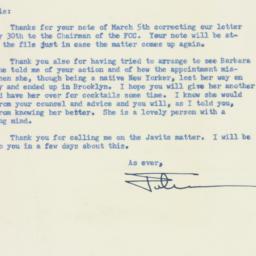 is:
Thanks for your note of March 5th correcting our letter
y 30th to the Chairman of the FCC. Your note will be at-
the file just in case the matter comes up again.
Thank you also for having tried to arrange to see Barbara
he told me of your action and of how the appointment mis-
hen she, though being a native New Yorker, lost her way on
y and ended up in Brooklyn. I hope you will give her another
d have her over for cocktails some time. I know she would
rom your counsel and advice and you will, as I told you,
rom knowing her better. She is a lovely person with a
ng mind.
Thank you for calling me on the Javits matter. I will be
o you in a few days about this.
As ever,